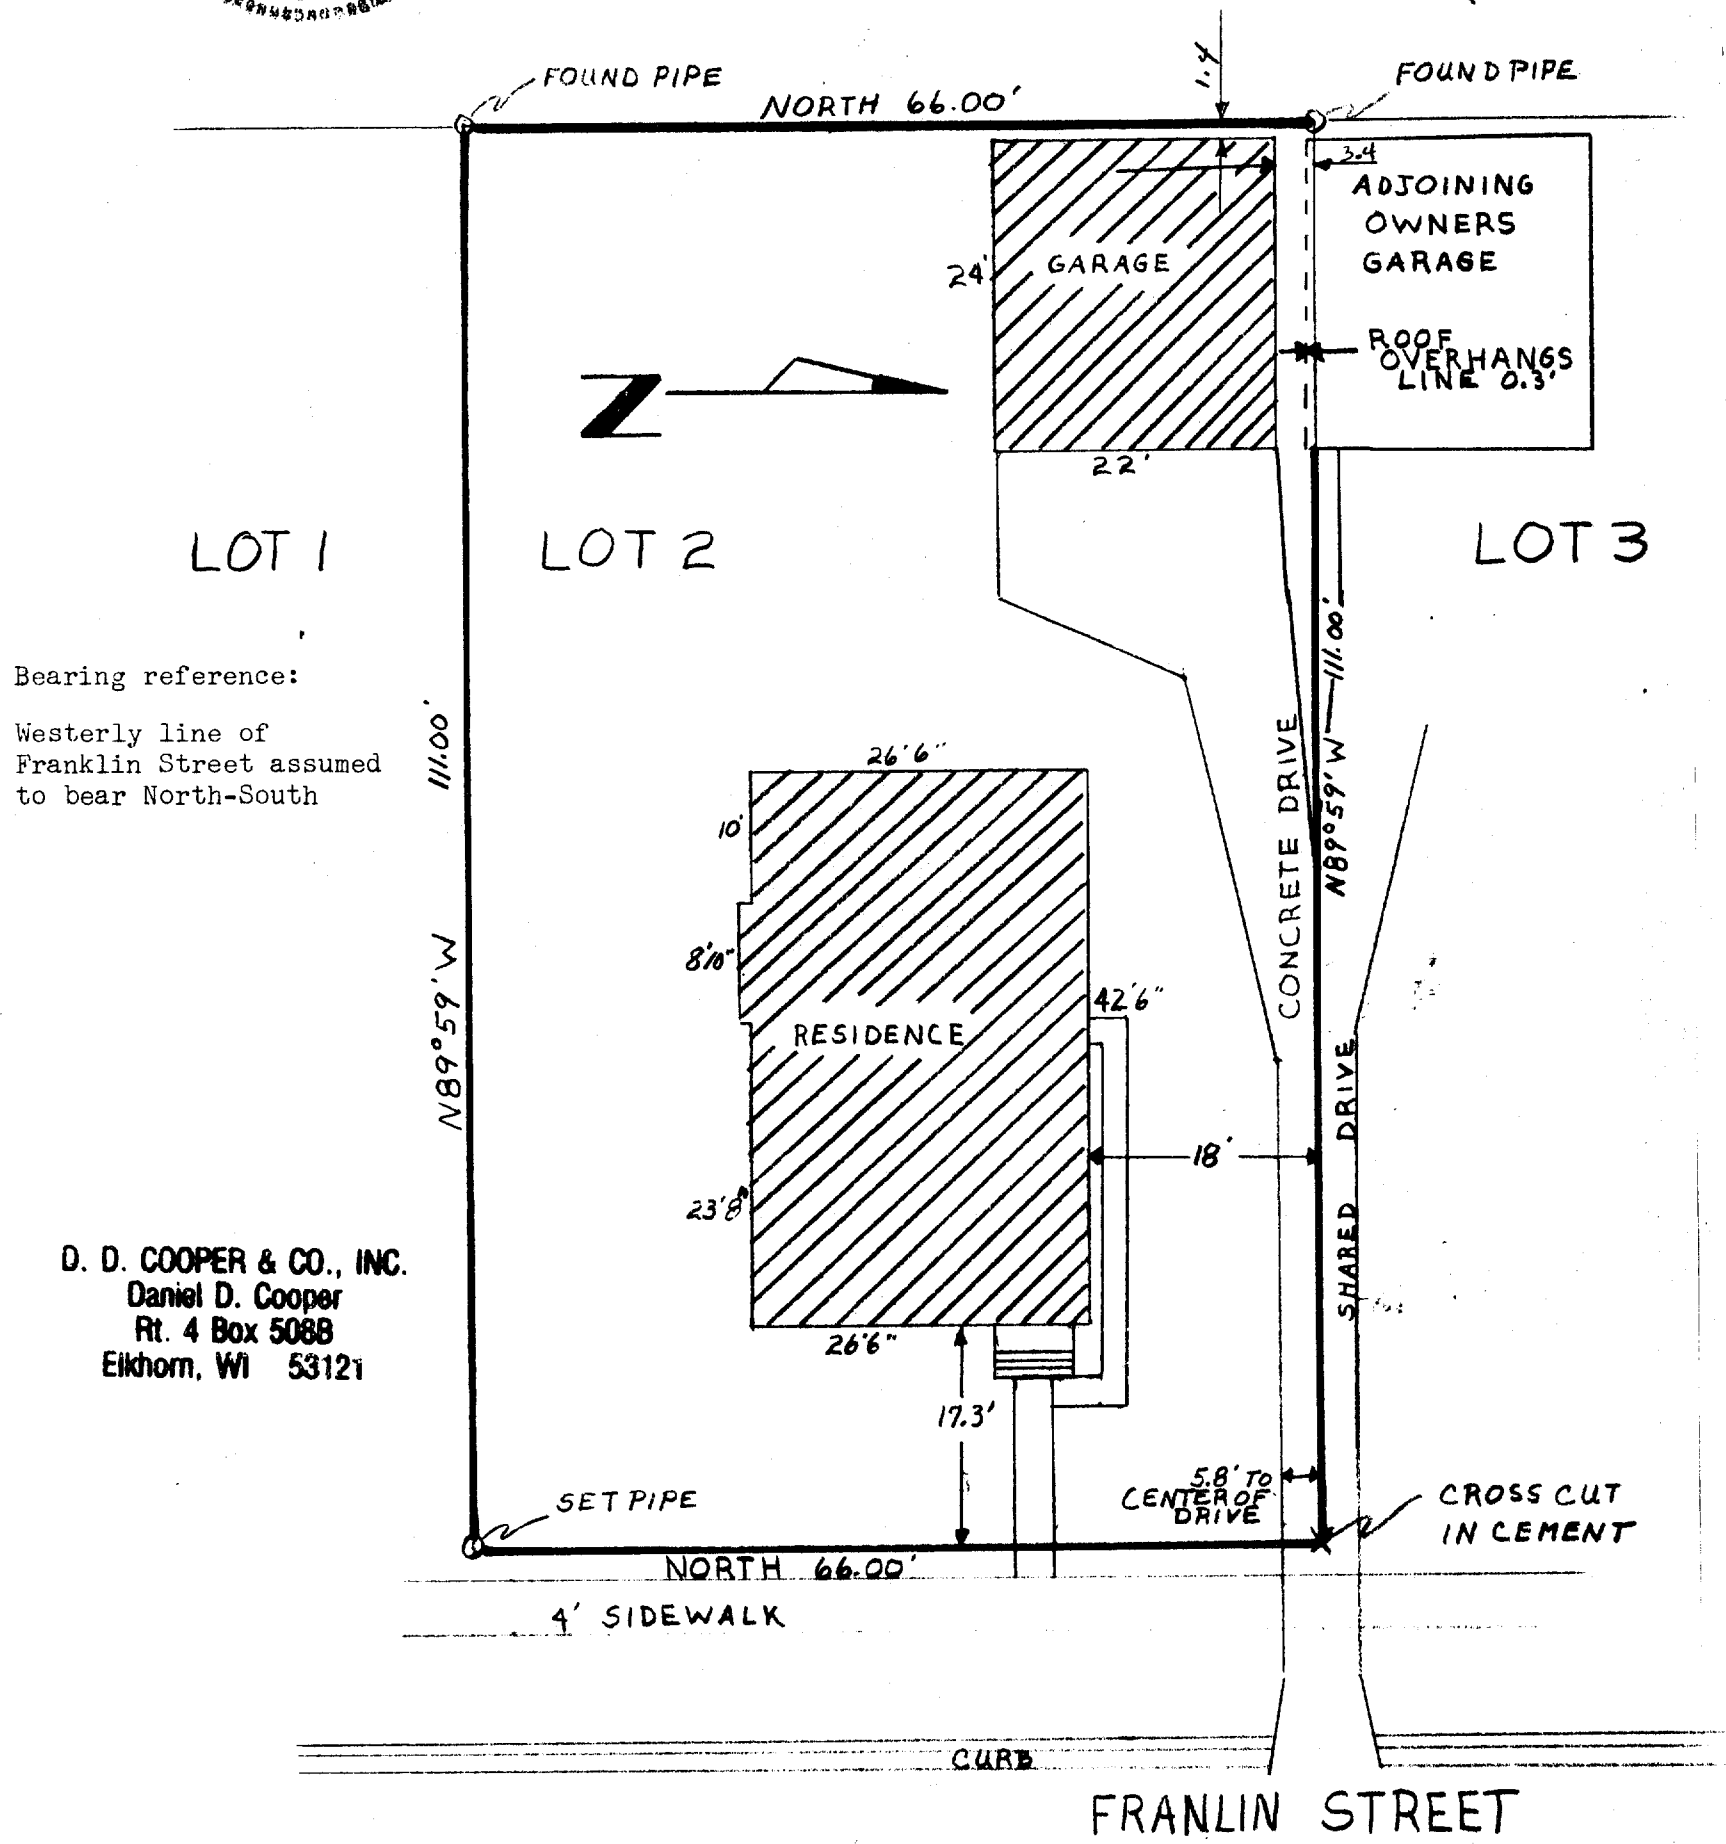 FOUND PIPE
NORTH 66.00'
1.4
FOUND PIPE
3.4
ADJOINING
OWNERS
GARAGE
24'
GARAGE
ROOF
OVERHANGS
LINE 0.3'
N
22'
LOT 1
LOT 2
LOT 3
Bearing reference:
Westerly line of
Franklin Street assumed
to bear North-South
N89°59'W
111.00'
N89°59'W — 111.00'
CONCRETE DRIVE
26'6"
10'
8'10"
RESIDENCE
42'6"
18'
23'8"
SHARED DRIVE
D. D. COOPER & CO., INC.
Daniel D. Cooper
Rt. 4 Box 508B
Elkhorn, WI 53121
26'6"
17.3'
5.8' TO
CENTER OF
DRIVE
SET PIPE
CROSS CUT
IN CEMENT
NORTH 66.00'
4' SIDEWALK
CURB
FRANLIN STREET